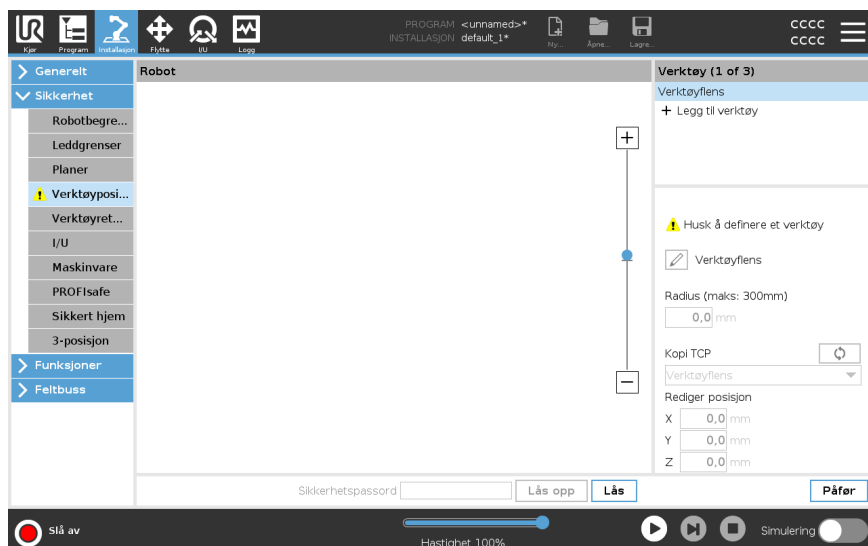 UR
Kjør
Program
Installasjon
Flytte
I/U
Logg
PROGRAM <unnamed>*
INSTALLASJON default_1*
Ny...
Åpne...
Lagre...
CCCC
CCCC
Generelt
Sikkerhet
Robotbegre...
Leddgrenser
Planer
Verktøyposi...
Verktøyret...
I/U
Maskinvare
PROFIsafe
Sikkert hjem
3-posisjon
Funksjoner
Feltbuss
Robot
Verktøy (1 of 3)
Verktøyflens
+ Legg til verktøy
Husk å definere et verktøy
Verktøyflens
Radius (maks: 300mm)
0,0 mm
Kopi TCP
Verktøyflens
Rediger posisjon
X 0,0 mm
Y 0,0 mm
Z 0,0 mm
Sikkerhetspassord
Lås opp
Lås
Påfør
Slå av
Hastighet 100%
Simulering